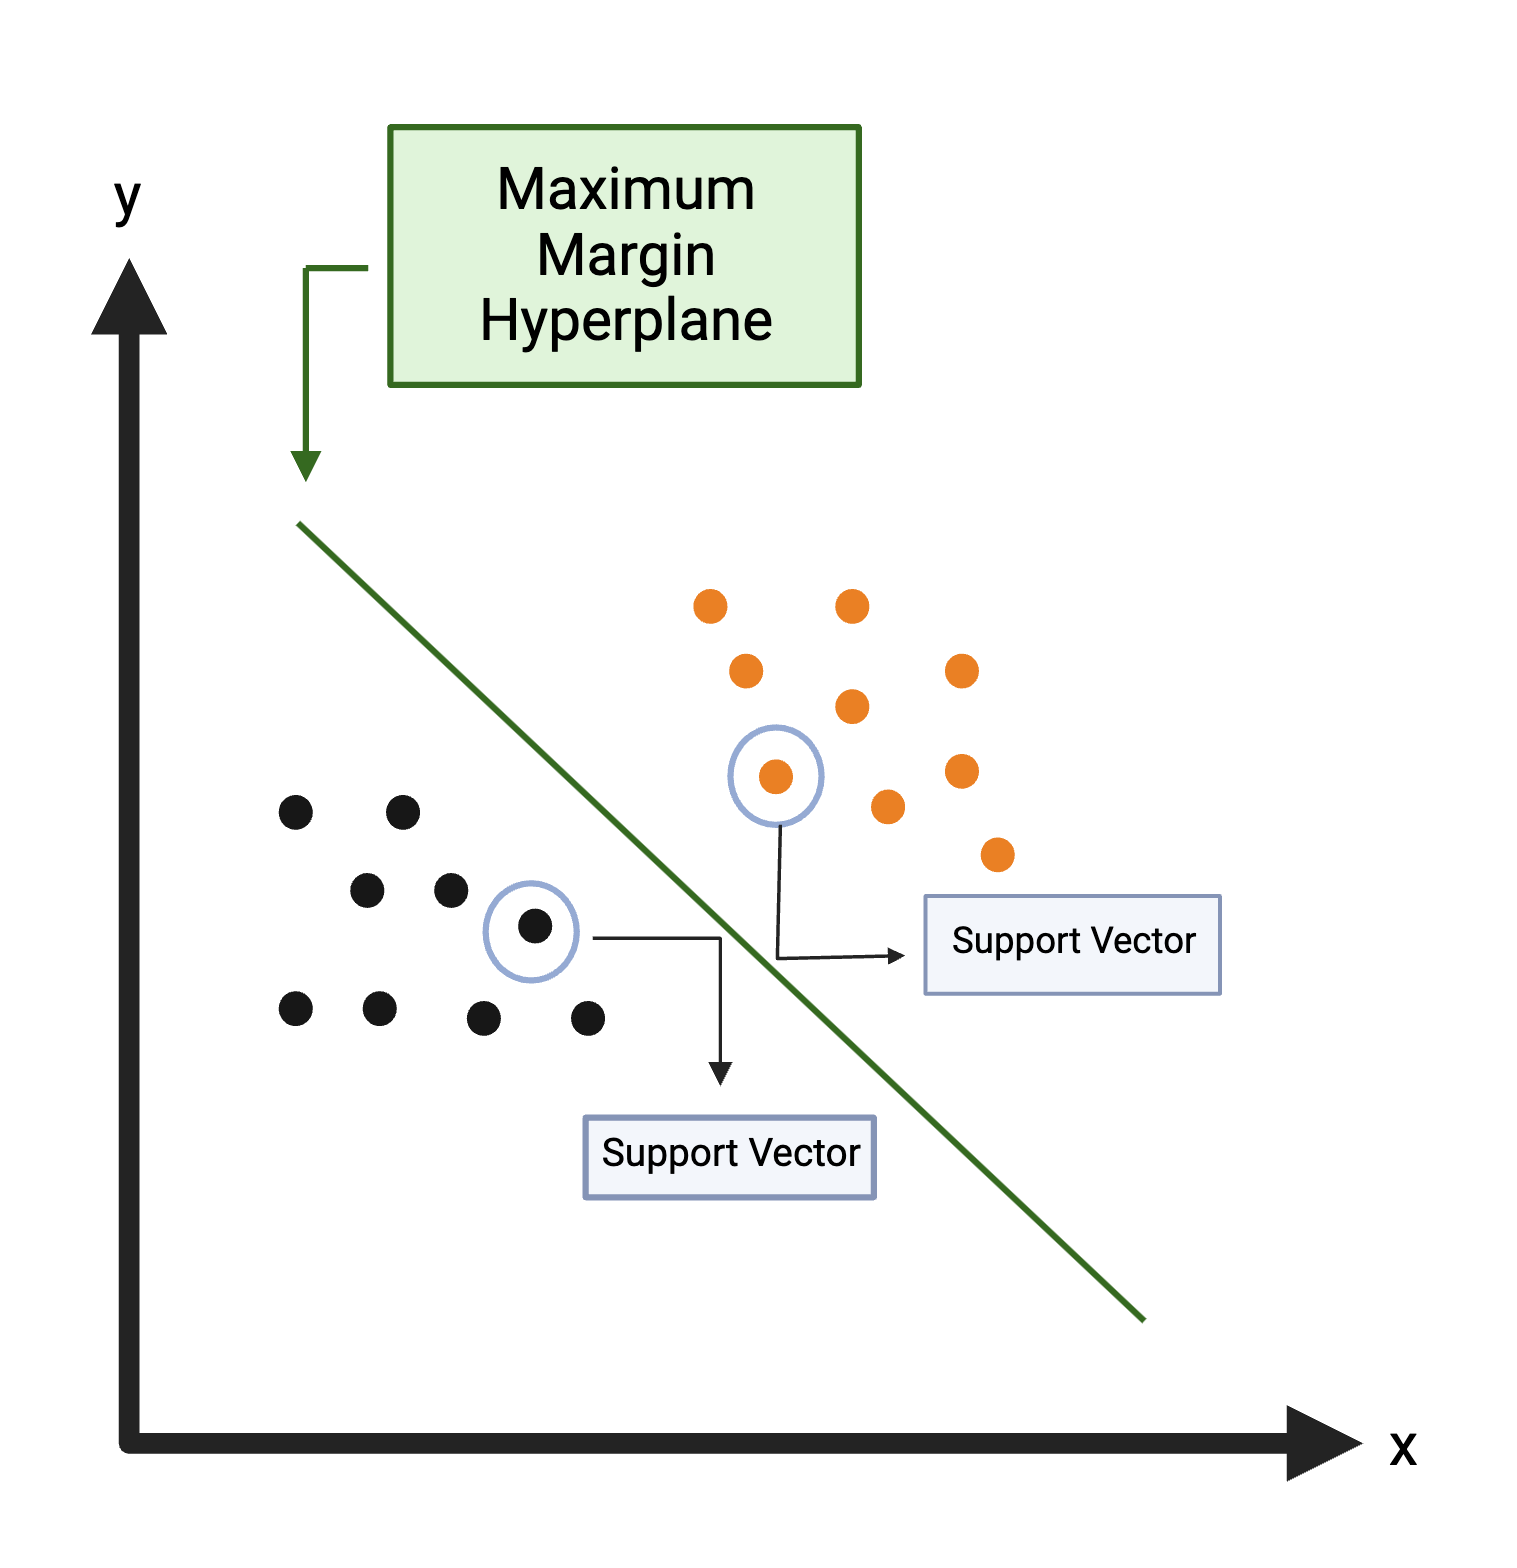 y
Maximum
Margin
Hyperplane
Support Vector
Support Vector
x